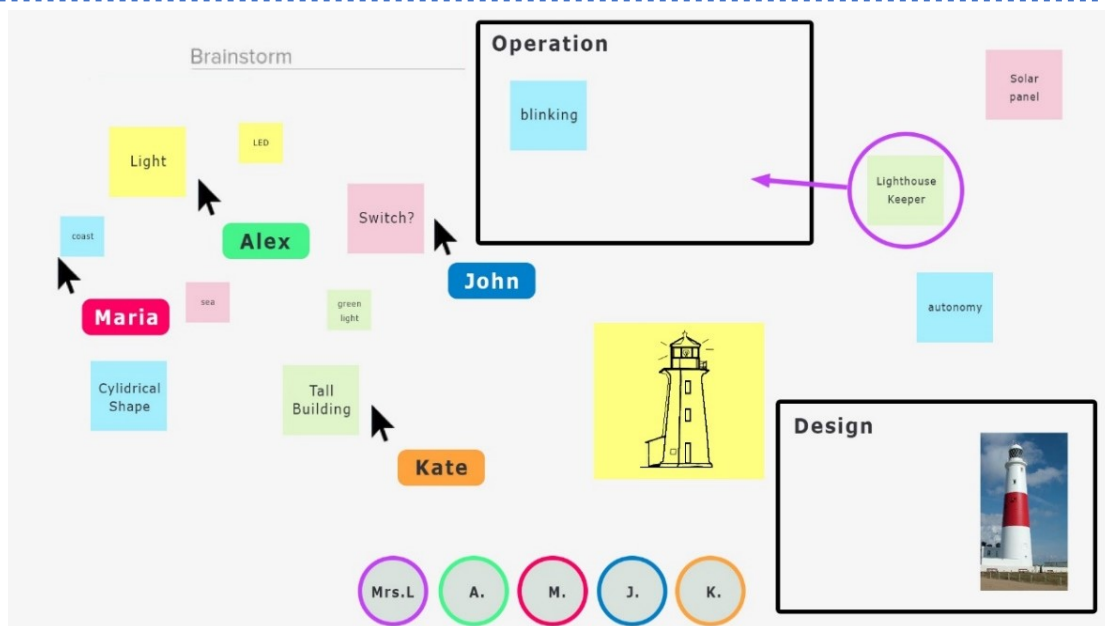 Brainstorm
Operation
blinking
Solar
panel
Light
LED
Lighthouse
Keeper
Switch?
coast
Alex
John
Maria
sea
green
light
autonomy
Cylidrical
Shape
Tall
Building
Kate
Design
Mrs.L
A.
M.
J.
K.